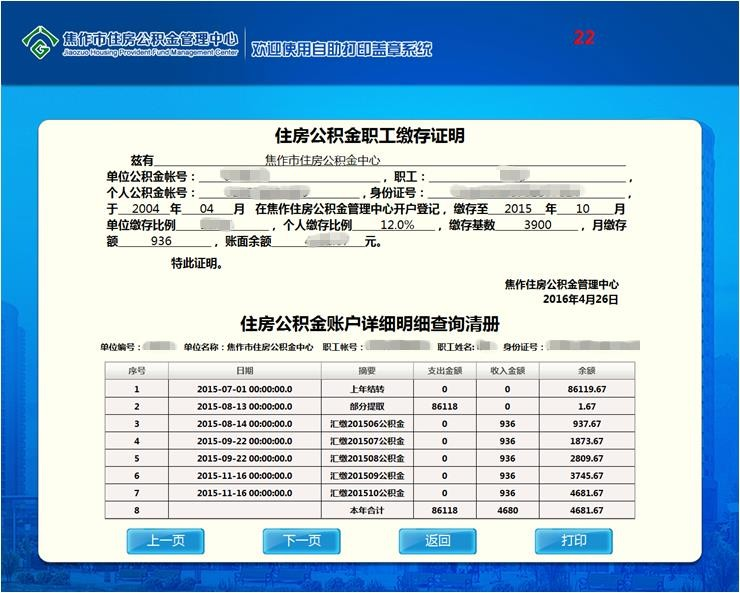 焦作市住房公积金管理中心 欢迎使用自助打印盖章系统 22
Jiaozuo Housing Provident Fund Management Center
住房公积金职工缴存证明
兹有 焦作市住房公积金中心
单位公积金帐号： ，职工： ，
个人公积金帐号： ，身份证号： ，
于 2004 年 04 月 在焦作住房公积金管理中心开户登记，缴存至 2015 年 10 月
单位缴存比例 ，个人缴存比例 12.0% ，缴存基数 3900 ，月缴存
额 936 ，账面余额 元。
特此证明。
焦作住房公积金管理中心
2016年4月26日
住房公积金账户详细明细查询清册
单位编号： 单位名称：焦作市住房公积金中心 职工帐号： 职工姓名： 身份证号：
序号 日期 摘要 支出金额 收入金额 余额
1 2015-07-01 00:00:00.0 上年结转 0 0 86119.67
2 2015-08-13 00:00:00.0 部分提取 86118 0 1.67
3 2015-08-14 00:00:00.0 汇缴201506公积金 0 936 937.67
4 2015-09-22 00:00:00.0 汇缴201507公积金 0 936 1873.67
5 2015-09-22 00:00:00.0 汇缴201508公积金 0 936 2809.67
6 2015-11-16 00:00:00.0 汇缴201509公积金 0 936 3745.67
7 2015-11-16 00:00:00.0 汇缴201510公积金 0 936 4681.67
8 本年合计 86118 4680 4681.67
上一页 下一页 返回 打印